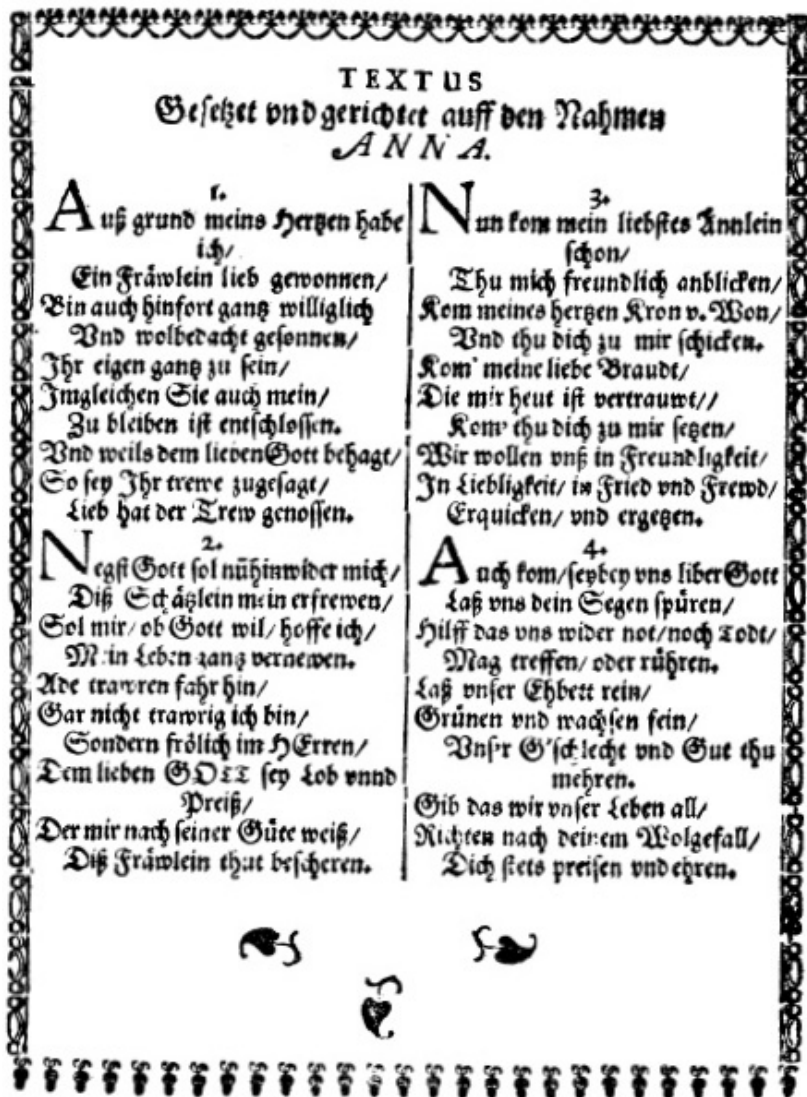 TEXTUS
Gesetzet vnd gerichtet auff den Nahmen
ANNA.
1.
Auß grund meins Hertzen habe
ich/
Ein Fräwlein lieb gewonnen/
Bin auch hinfort gantz williglich
Vnd wolbedacht gesonnen/
Ihr eigen gantz zu sein/
Imgleichen Sie auch mein/
Zu bleiben ist entschlossen.
Vnd weils dem lieben Gott behagt/
So sey Ihr trewe zugesagt/
Lieb hat der Trew genossen.
2.
Negst Gott sol nühinwider mich/
Diß Schätzlein mein erfrewen/
Sol mir/ ob Gott wil/ hoffe ich/
Mein Leben gantz vernewen.
Ade trawren fahr hin/
Gar nicht trawrig ich bin/
Sondern frölich im HErren/
Dem lieben GOTT sey Lob vnnd
Preiß/
Der mir nach seiner Güte weiß/
Diß Fräwlein that bescheren.
3.
Nun kom mein liebstes Ännlein
schon/
Thu mich freundlich anblicken/
Kom meines hertzen Kron v. Won/
Vnd thu dich zu mir schicken.
Kom' meine liebe Braudt/
Die mir heut ist vertrauwt//
Kom' thu dich zu mir setzen/
Wir wollen vnß in Freundligkeit/
In Liebligkeit/ in Fried vnd Frewd/
Erquicken/ vnd ergetzen.
4.
Auch kom/ sey bey vns liber Gott
Laß vns dein Segen spüren/
Hilff das vns wider not/ noch Todt/
Mag treffen/ oder rühren.
Laß vnser Ehbett rein/
Grünen vnd wachsen fein/
Vnser G'schlecht vnd Gut thu
mehren.
Gib das wir vnser Leben all/
Richten nach deinem Wolgefall/
Dich stets preisen vnd ehren.